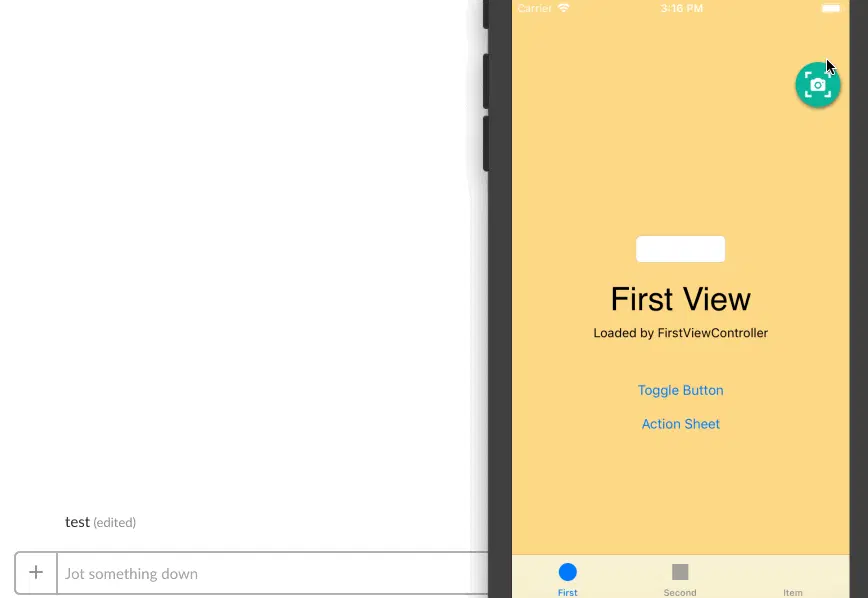 test (edited)
Jot something down
Carrier 3:16 PM
First View
Loaded by FirstViewController
Toggle Button
Action Sheet
First Second Item